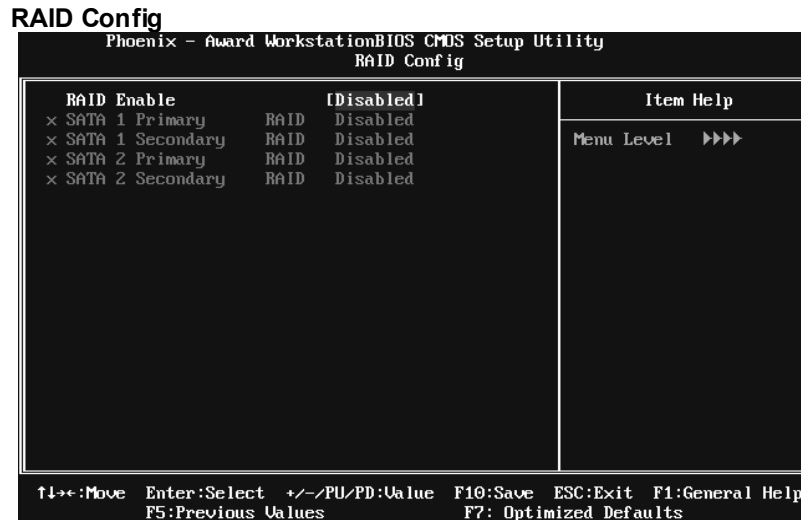 RAID Config
Phoenix - Award WorkstationBIOS CMOS Setup Utility
RAID Config
RAID Enable [Disabled]
x SATA 1 Primary RAID Disabled
x SATA 1 Secondary RAID Disabled
x SATA 2 Primary RAID Disabled
x SATA 2 Secondary RAID Disabled
Item Help
Menu Level ▶▶▶▶
↑↓→←:Move Enter:Select +/-/PU/PD:Value F10:Save ESC:Exit F1:General Help
F5:Previous Values F7: Optimized Defaults